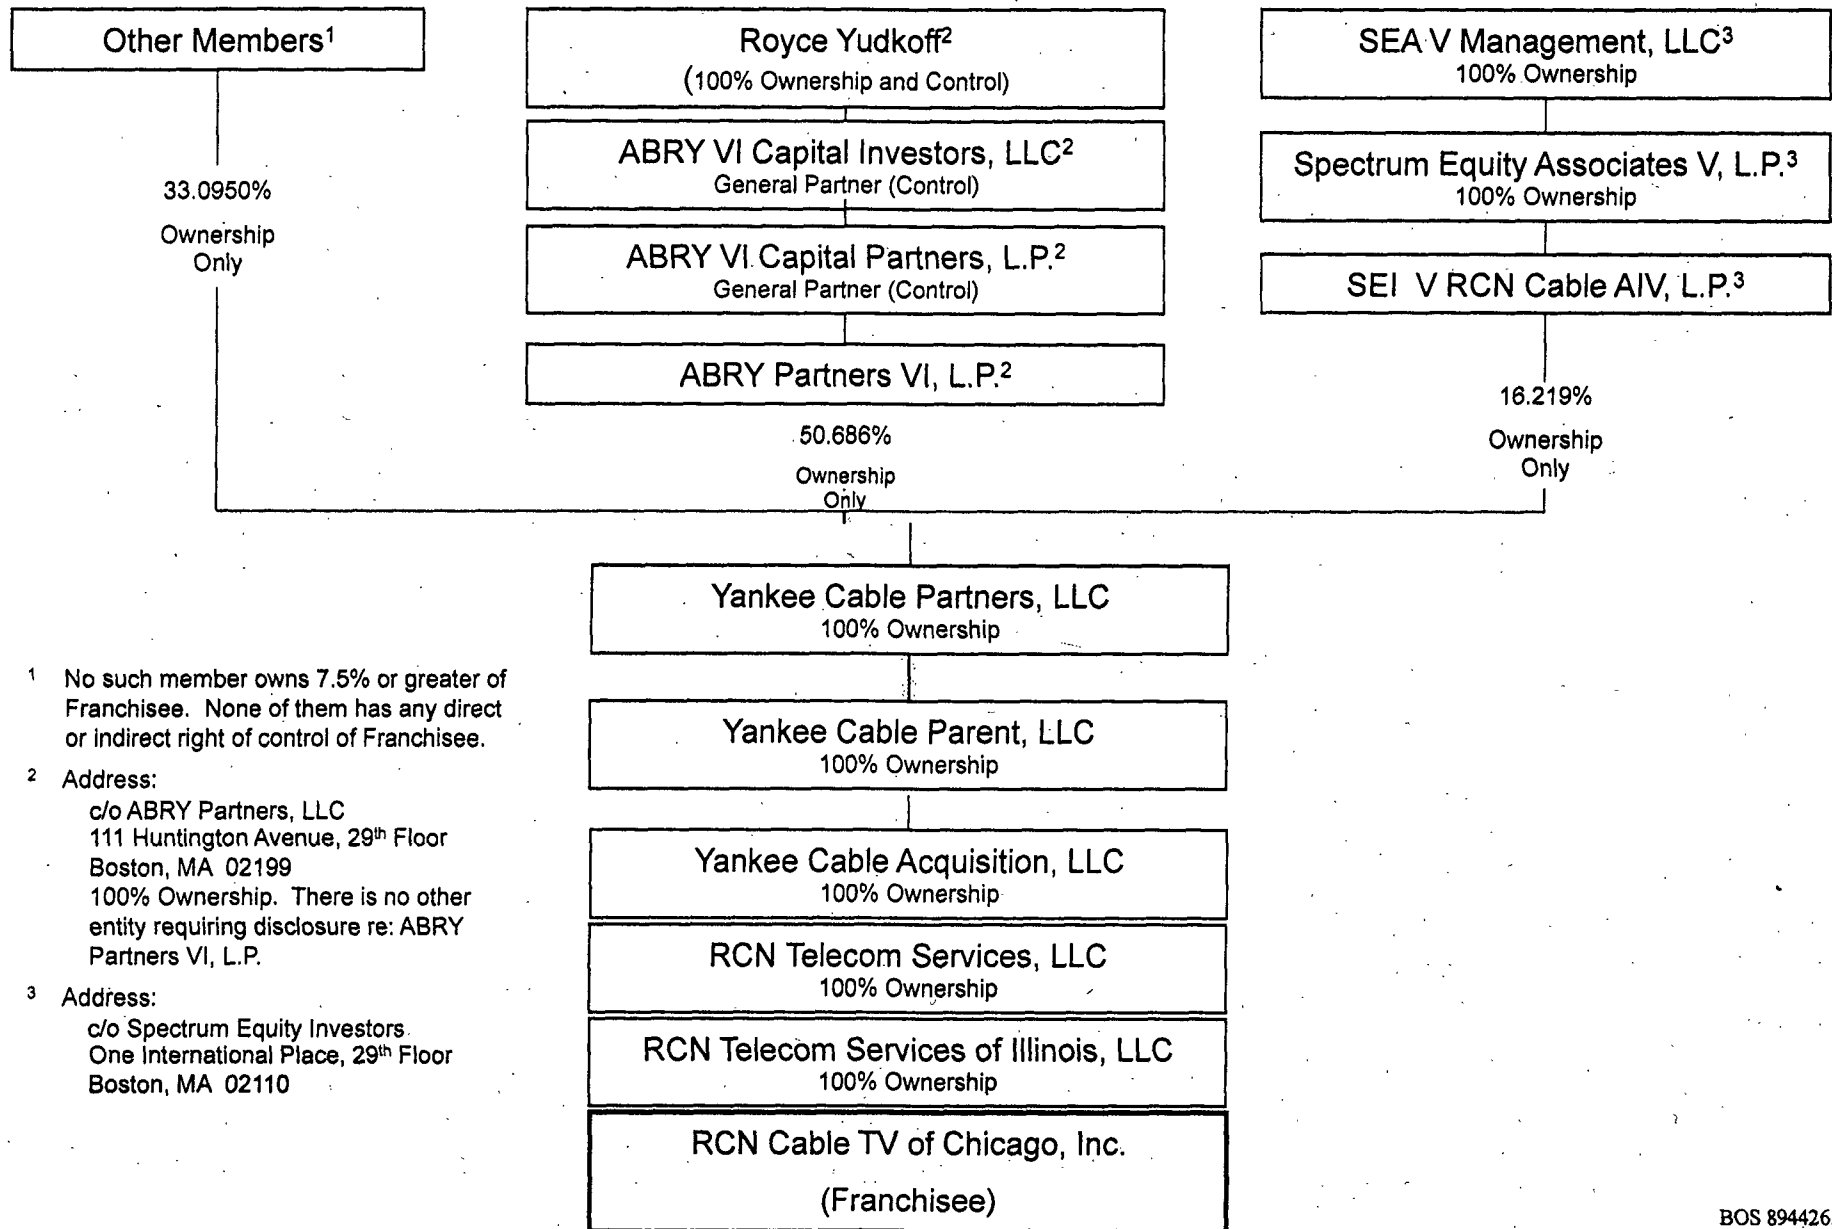 Other Members¹
33.0950%
Ownership
Only
Royce Yudkoff²
(100% Ownership and Control)
ABRY VI Capital Investors, LLC²
General Partner (Control)
ABRY VI Capital Partners, L.P.²
General Partner (Control)
ABRY Partners VI, L.P.²
50.686%
Ownership
Only
SEA V Management, LLC³
100% Ownership
Spectrum Equity Associates V, L.P.³
100% Ownership
SEI V RCN Cable AIV, L.P.³
16.219%
Ownership
Only
Yankee Cable Partners, LLC
100% Ownership
Yankee Cable Parent, LLC
100% Ownership
Yankee Cable Acquisition, LLC
100% Ownership
RCN Telecom Services, LLC
100% Ownership
RCN Telecom Services of Illinois, LLC
100% Ownership
RCN Cable TV of Chicago, Inc.
(Franchisee)
¹ No such member owns 7.5% or greater of
Franchisee. None of them has any direct
or indirect right of control of Franchisee.
² Address:
c/o ABRY Partners, LLC
111 Huntington Avenue, 29th Floor
Boston, MA 02199
100% Ownership. There is no other
entity requiring disclosure re: ABRY
Partners VI, L.P.
³ Address:
c/o Spectrum Equity Investors
One International Place, 29th Floor
Boston, MA 02110
BOS 894426